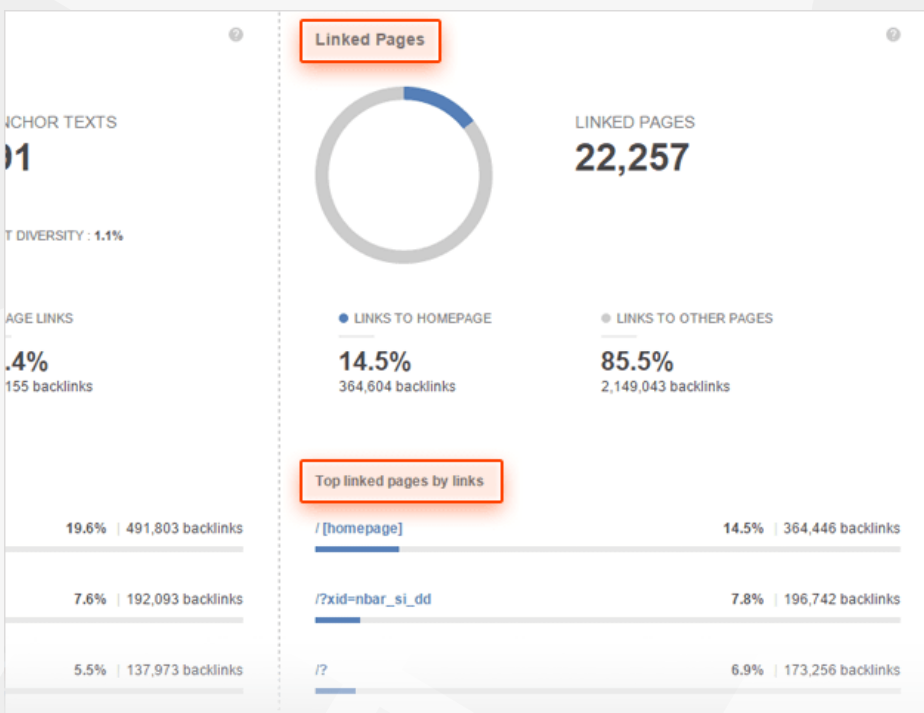 Linked Pages
NCHOR TEXTS
91
T DIVERSITY : 1.1%
AGE LINKS
.4%
155 backlinks
19.6% | 491,803 backlinks
7.6% | 192,093 backlinks
5.5% | 137,973 backlinks
LINKED PAGES
22,257
LINKS TO HOMEPAGE
14.5%
364,604 backlinks
LINKS TO OTHER PAGES
85.5%
2,149,043 backlinks
Top linked pages by links
/ [homepage] 14.5% | 364,446 backlinks
/?xid=nbar_si_dd 7.8% | 196,742 backlinks
/? 6.9% | 173,256 backlinks